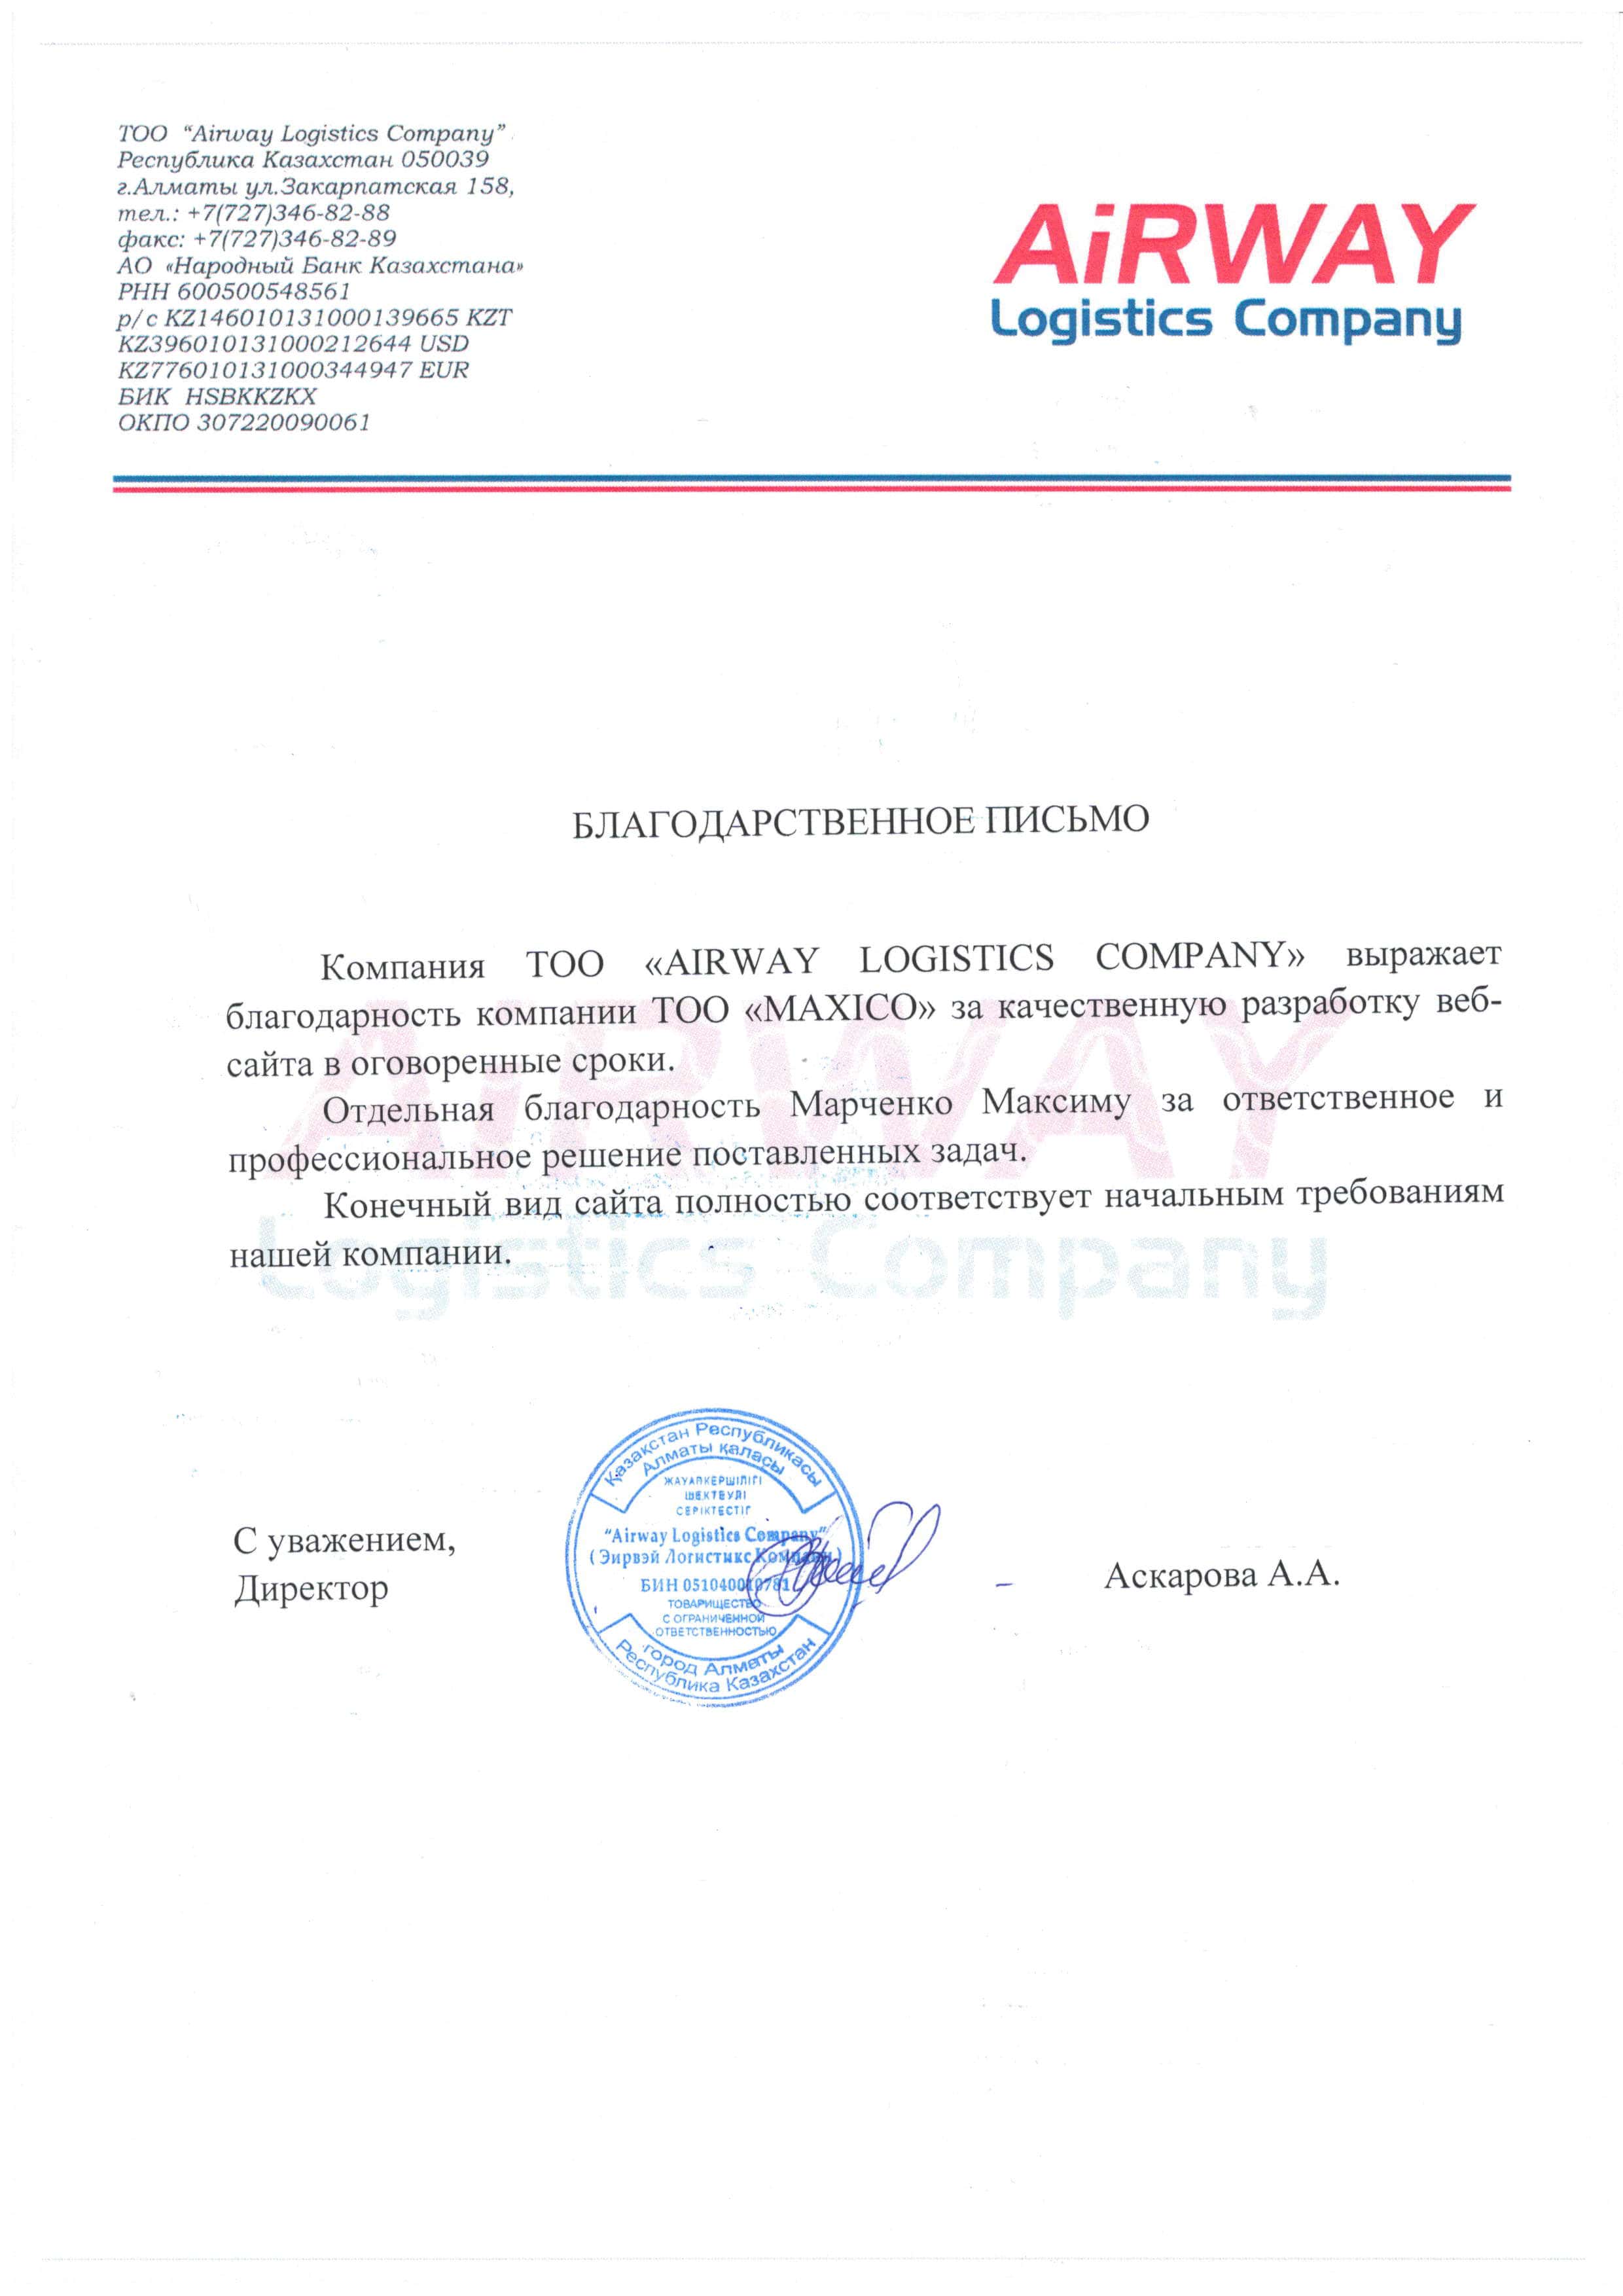 ТОО “Airway Logistics Company”
Республика Казахстан 050039
г.Алматы ул.Закарпатская 158,
тел.: +7(727)346-82-88
факс: +7(727)346-82-89
АО «Народный Банк Казахстана»
РНН 600500548561
р/с KZ146010131000139665 KZT
KZ396010131000212644 USD
KZ776010131000344947 EUR
БИК HSBKKZKX
ОКПО 307220090061
AiRWAY
Logistics Company
БЛАГОДАРСТВЕННОЕ ПИСЬМО
Компания ТОО «AIRWAY LOGISTICS COMPANY» выражает
благодарность компании ТОО «MAXICO» за качественную разработку веб-
сайта в оговоренные сроки.
Отдельная благодарность Марченко Максиму за ответственное и
профессиональное решение поставленных задач.
Конечный вид сайта полностью соответствует начальным требованиям
нашей компании.
AiRWAY
Logistics Company
С уважением,
Директор
Аскарова А.А.
Қазақстан Республикасы
Алматы қаласы
ЖАУАПКЕРШІЛІГІ
ШЕКТЕУЛІ
СЕРІКТЕСТІГ
“Airway Logistics Company”
(Эирвэй Логистикс Компани)
БИН
ТОВАРИЩЕСТВО
С ОГРАНИЧЕННОЙ
ОТВЕТСТВЕННОСТЬЮ
город Алматы
Республика Казахстан